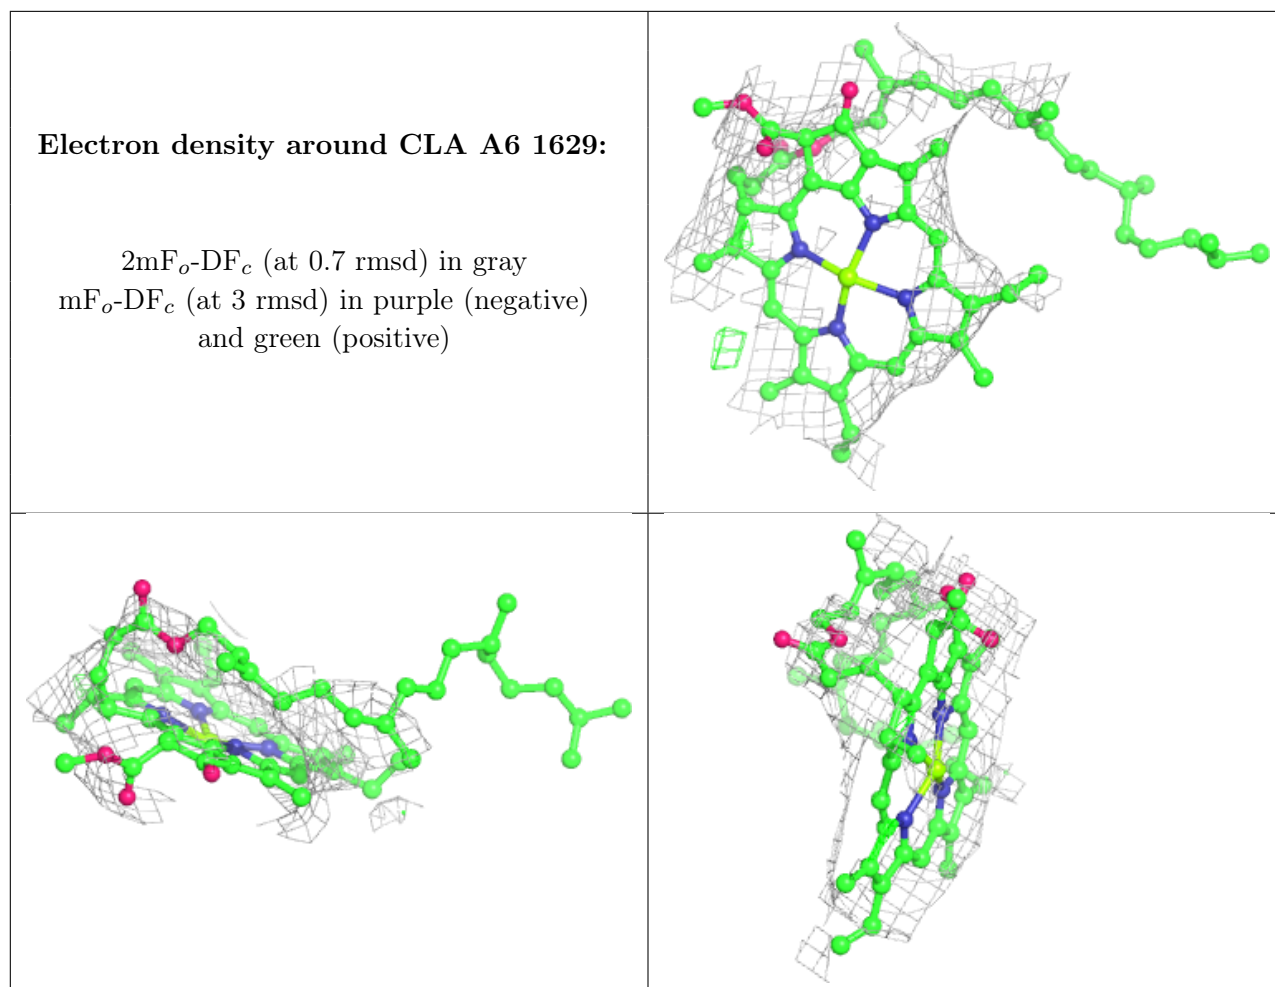 Electron density around CLA A6 1629:
2mFo-DFc (at 0.7 rmsd) in gray
mFo-DFc (at 3 rmsd) in purple (negative)
and green (positive)